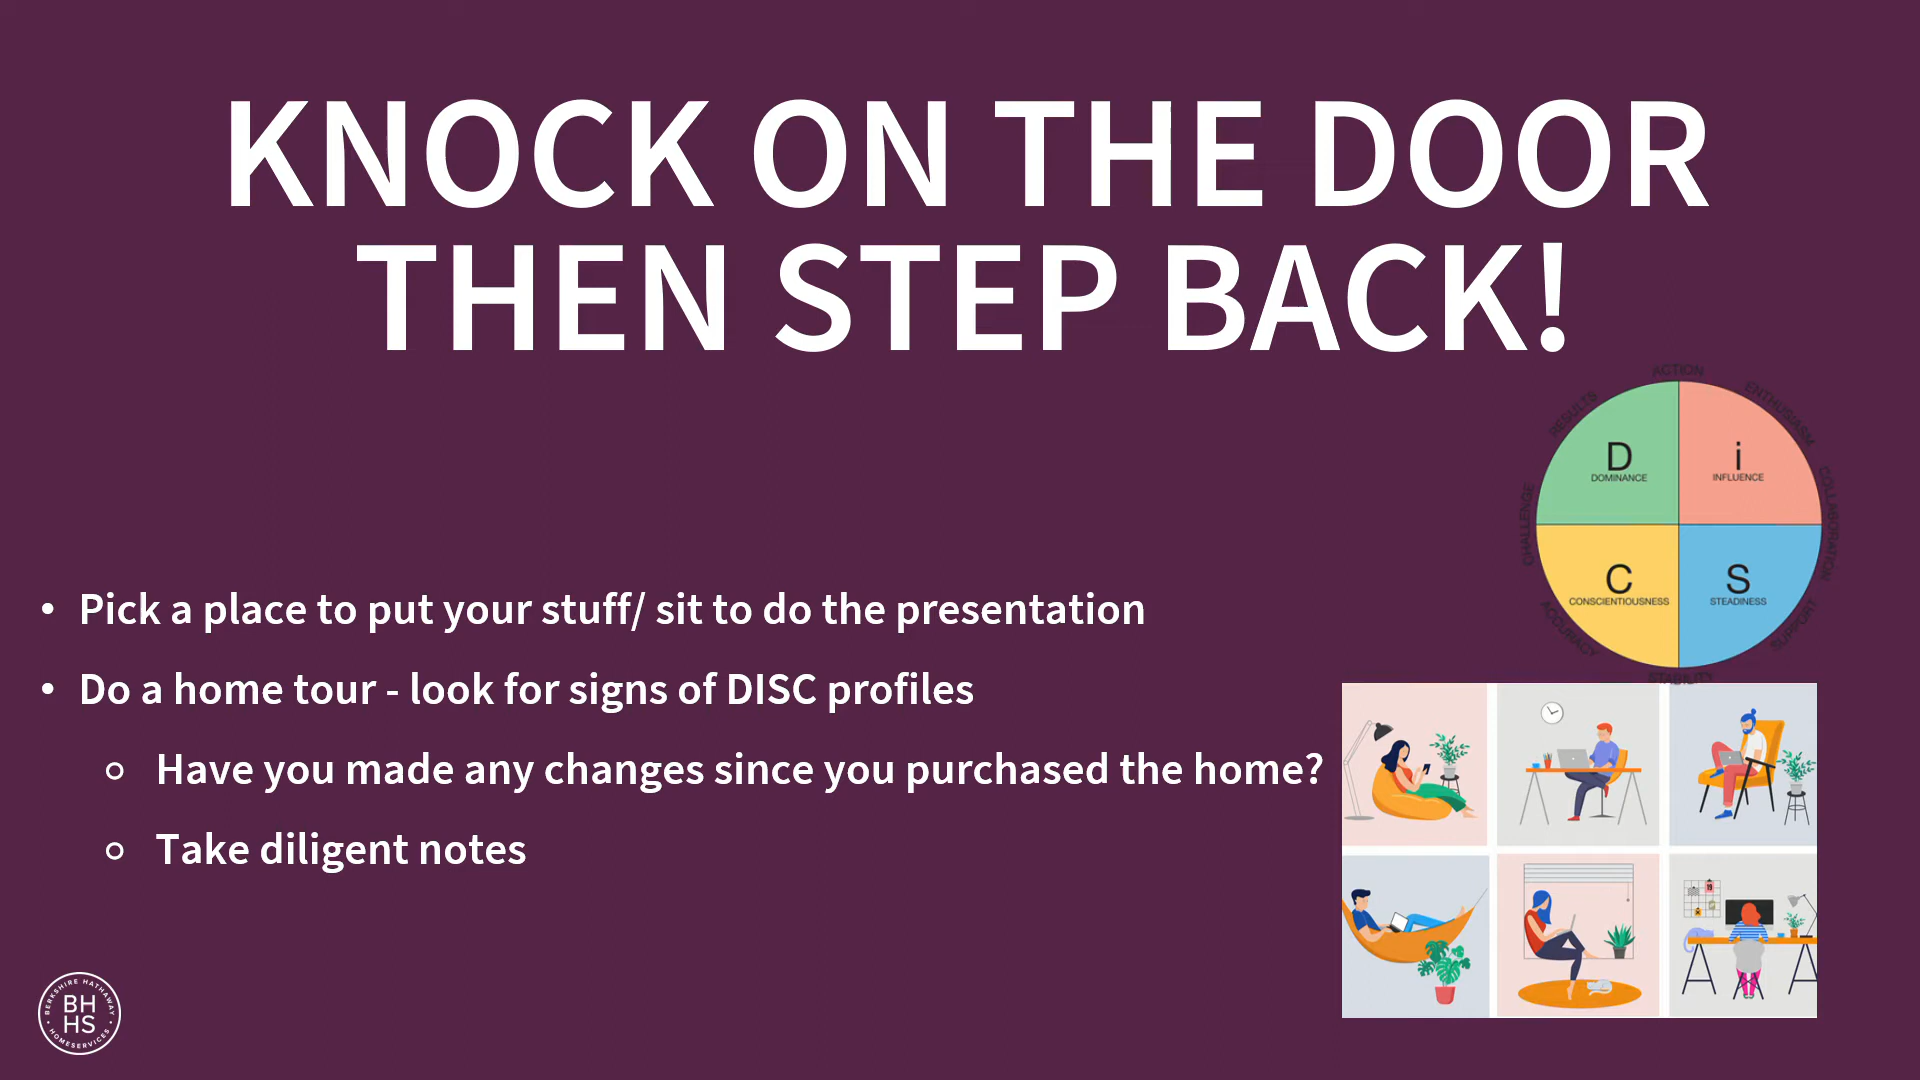 KNOCK ON THE DOOR
THEN STEP BACK!
ACTION
RESULTS
ENTHUSIASM
CHALLENGE
COLLABORATION
D
DOMINANCE
i
INFLUENCE
C
CONSCIENTIOUSNESS
S
STEADINESS
ACCURACY
SUPPORT
STABILITY
• Pick a place to put your stuff/ sit to do the presentation
• Do a home tour - look for signs of DISC profiles
○ Have you made any changes since you purchased the home?
○ Take diligent notes
19
BERKSHIRE HATHAWAY
BH
HS
HOMESERVICES